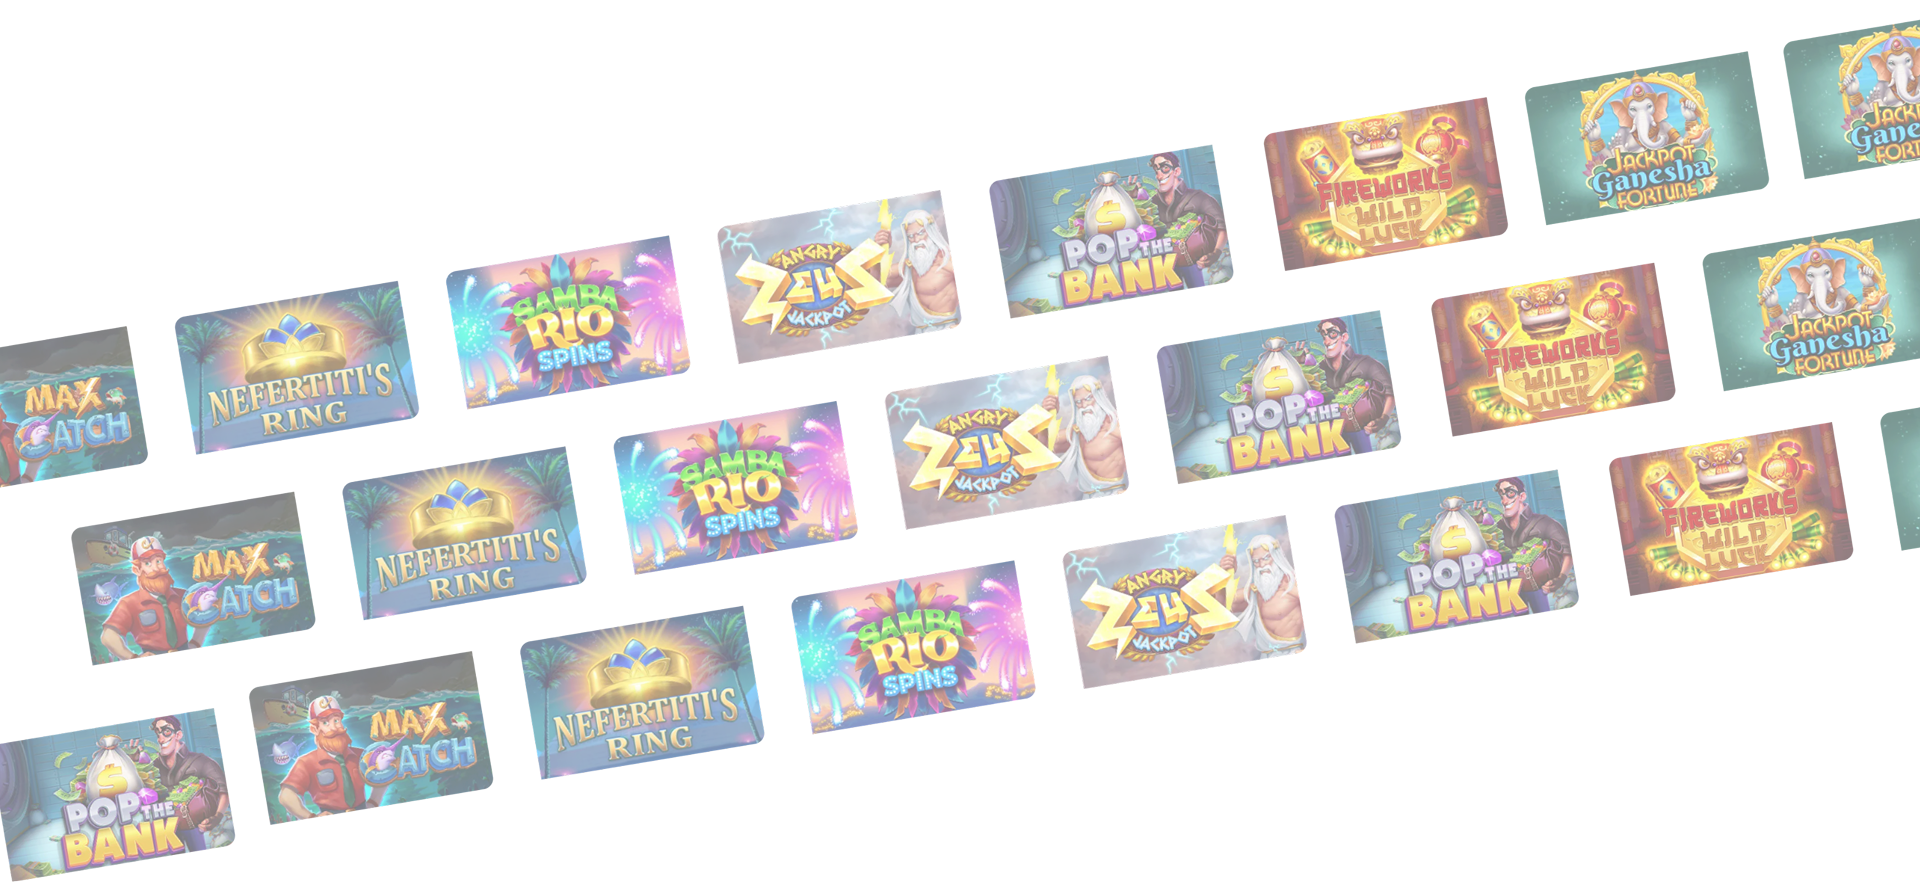 MAX
CATCH
NEFERTITI'S
RING
SAMBA
RIO
SPINS
ANGRY
ZEUS
JACKPOT
POP THE
BANK
FIREWORKS
WILD
LUCK
JACKPOT
Ganesha
FORTUNE
JACK
Gane
FORT
MAX
CATCH
NEFERTITI'S
RING
SAMBA
RIO
SPINS
ANGRY
ZEUS
JACKPOT
POP THE
BANK
FIREWORKS
WILD
LUCK
JACKPOT
Ganesha
FORTUNE
POP THE
BANK
$
MAX
CATCH
NEFERTITI'S
RING
SAMBA
RIO
SPINS
ANGRY
ZEUS
JACKPOT
POP THE
BANK
FIREWORKS
WILD
LUCK